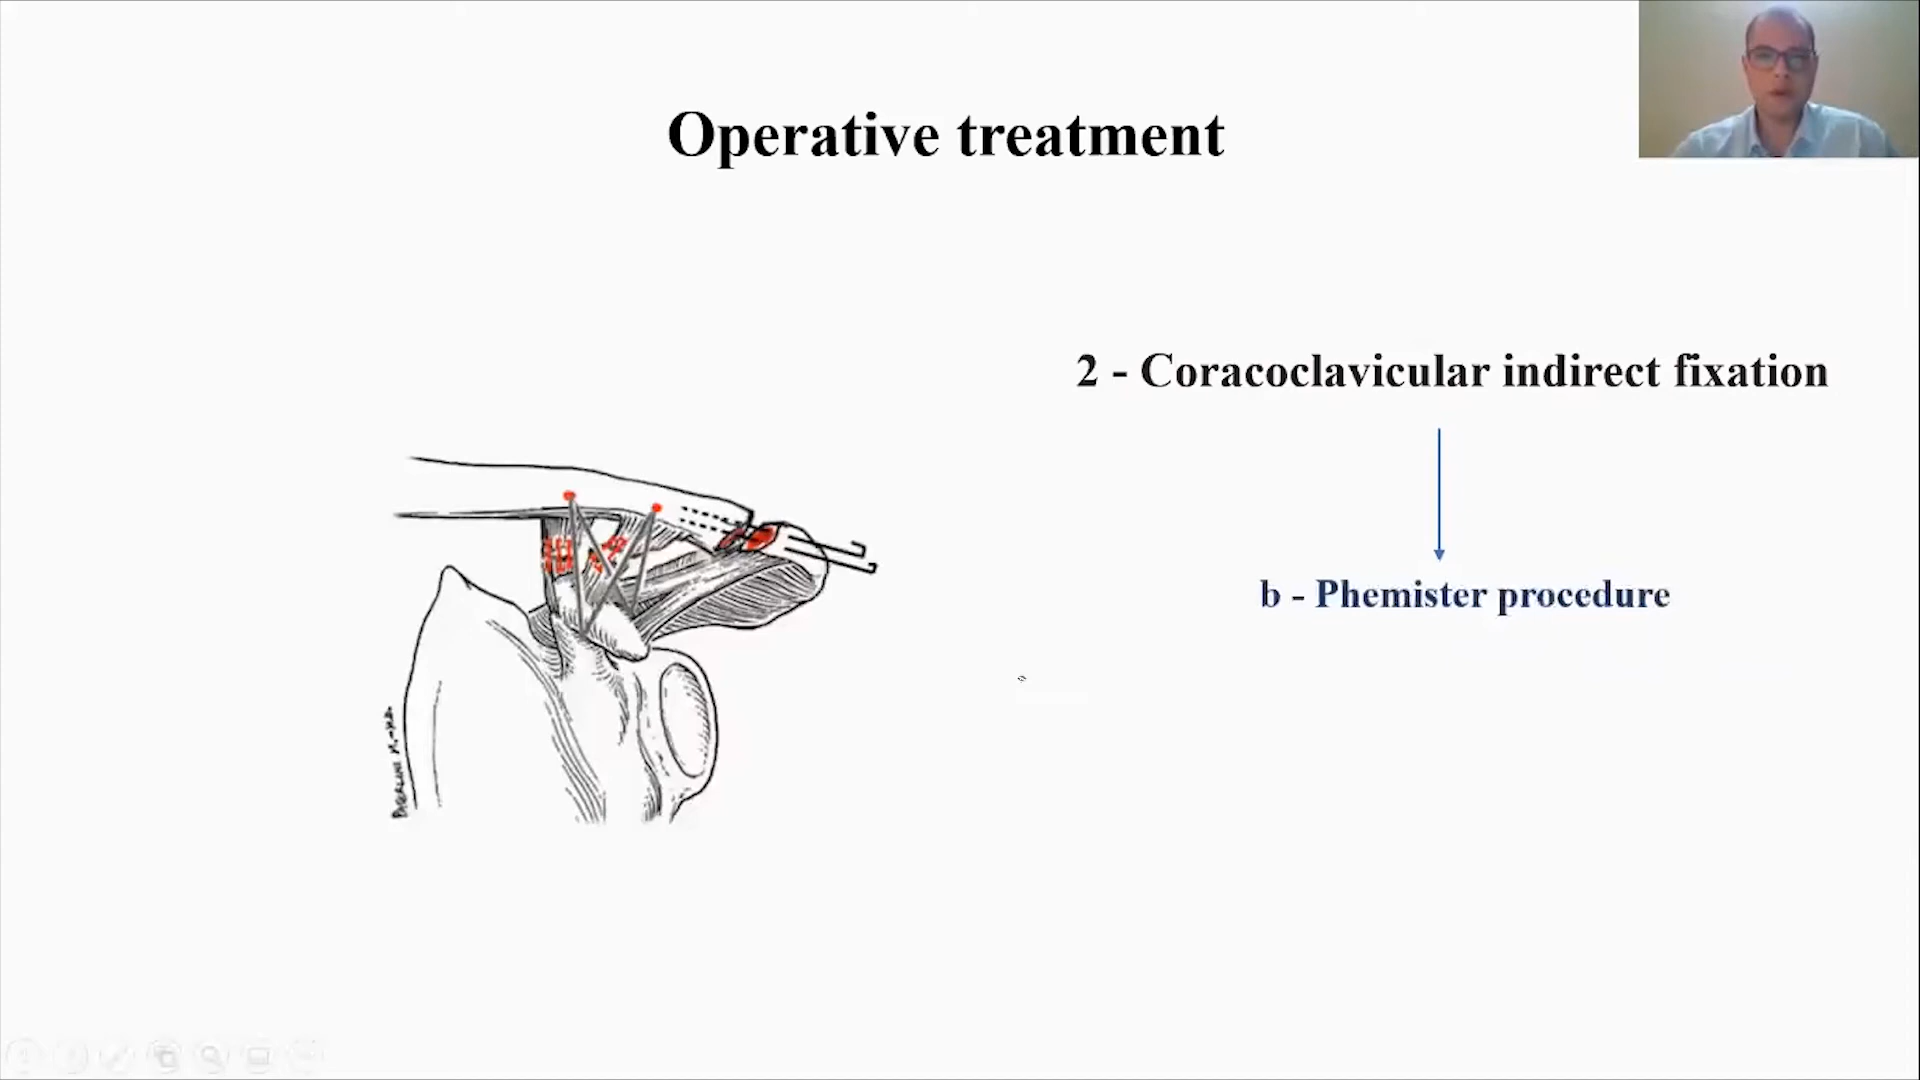 Operative treatment
2 - Coracoclavicular indirect fixation
b - Phemister procedure